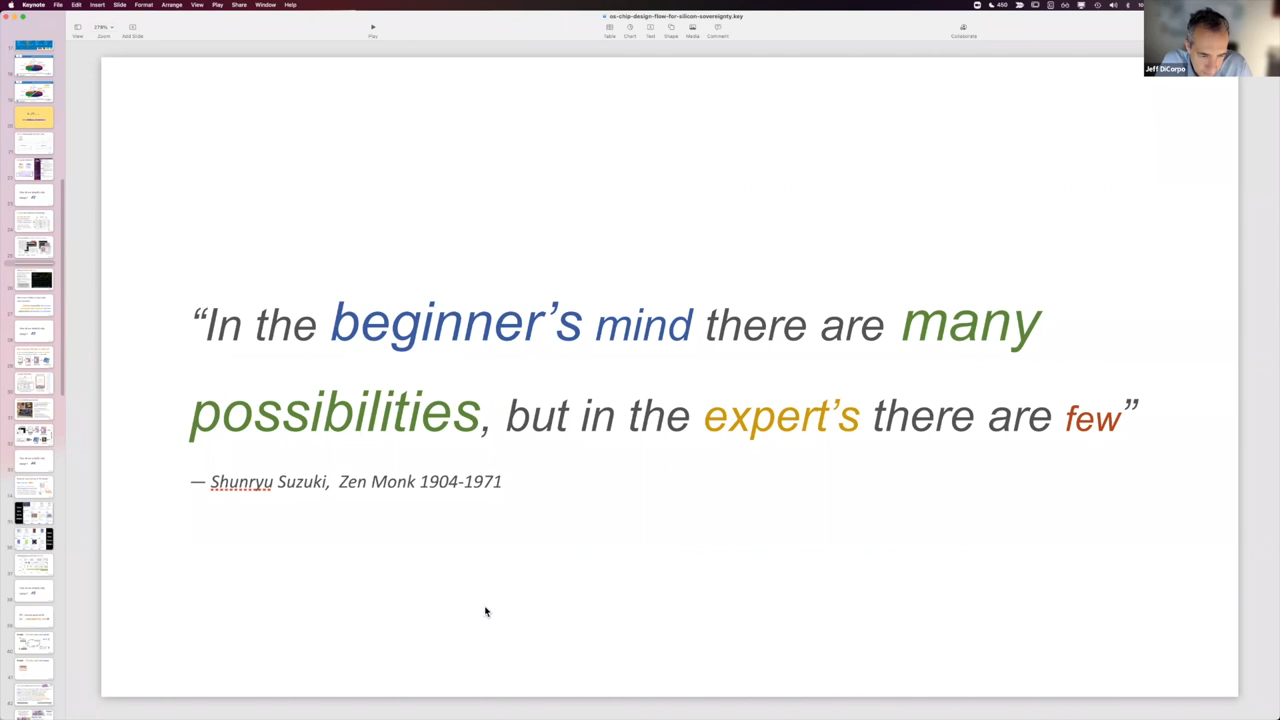 Keynote File Edit Insert Slide Format Arrange View Play Share Window Help
450
os-chip-design-flow-for-silicon-sovereignty.key
278%
View Zoom Add Slide Play Table Chart Text Shape Media Comment Collaborate
Jeff DiCorpo
“In the beginner’s mind there are many
possibilities, but in the expert’s there are few”
— Shunryu Suzuki, Zen Monk 1904-1971